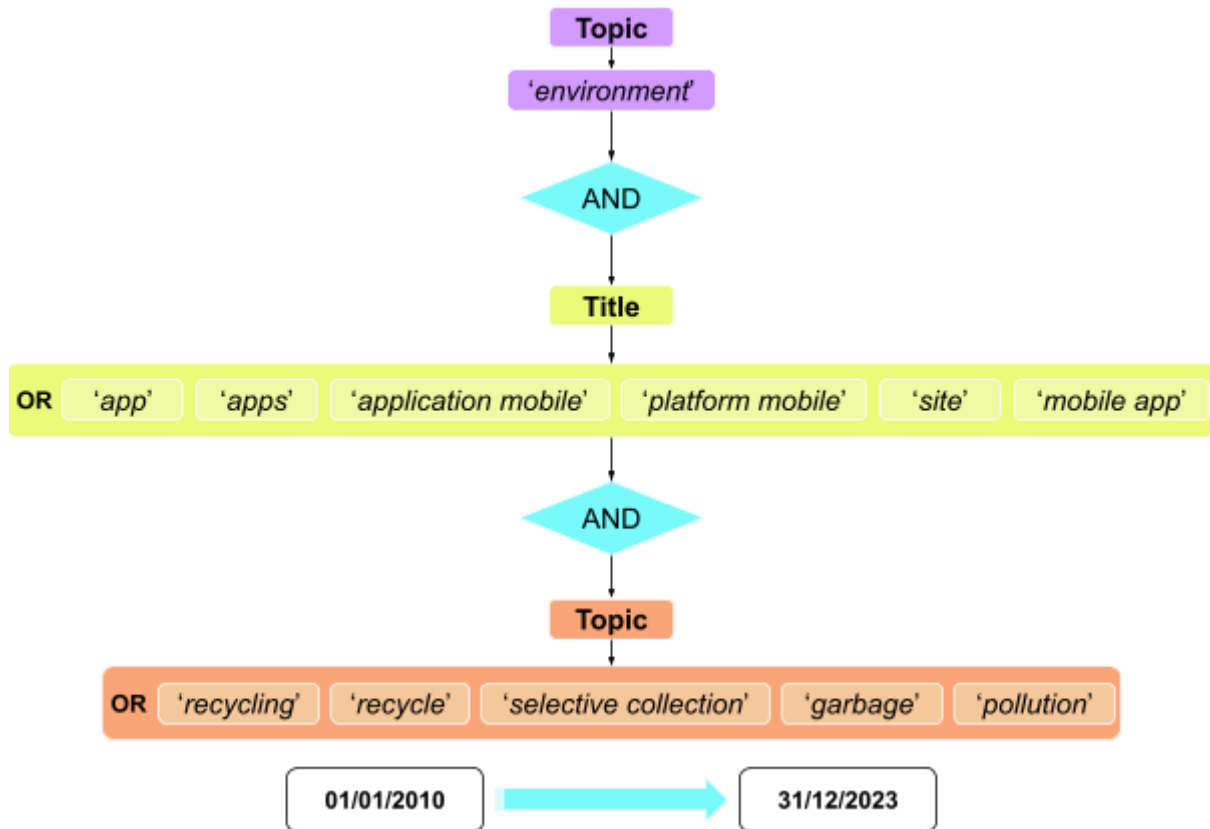 Topic
‘environment’
AND
Title
OR ‘app’ ‘apps’ ‘application mobile’ ‘platform mobile’ ‘site’ ‘mobile app’
AND
Topic
OR ‘recycling’ ‘recycle’ ‘selective collection’ ‘garbage’ ‘pollution’
01/01/2010 31/12/2023